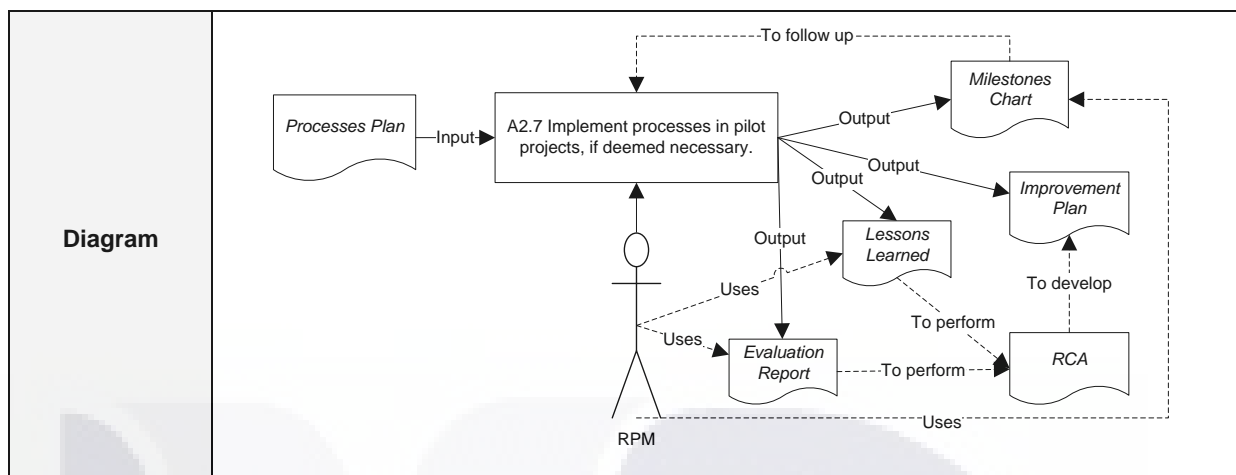 Diagram
To follow up
Milestones
Chart
Processes Plan
Input
A2.7 Implement processes in pilot
projects, if deemed necessary.
Output
Output
Output
Improvement
Plan
Output
Lessons
Learned
Uses
To develop
To perform
Uses
Evaluation
Report
To perform
RCA
Uses
RPM